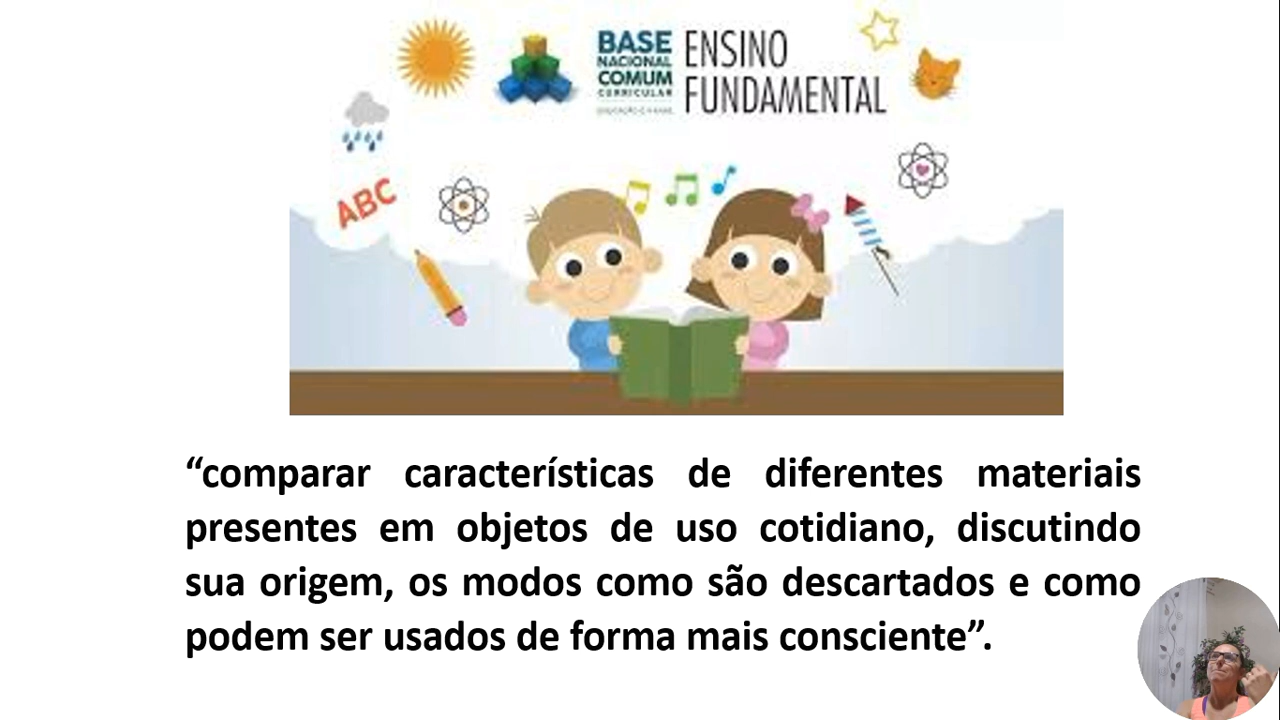 BASE
NACIONAL
COMUM
CURRICULAR
ENSINO
FUNDAMENTAL
ABC
“comparar características de diferentes materiais
presentes em objetos de uso cotidiano, discutindo
sua origem, os modos como são descartados e como
podem ser usados de forma mais consciente”.